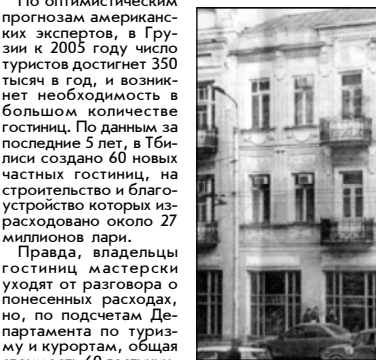 По оптимистическим
прогнозам американс-
ких экспертов, в Гру-
зии к 2005 году число
туристов достигнет 350
тысяч в год, и возник-
нет необходимость в
большом количестве
гостиниц. По данным за
последние 5 лет, в Тби-
лиси создано 60 новых
частных гостиниц, на
строительство и благо-
устройство которых из-
расходовано около 27
миллионов лари.
Правда, владельцы
гостиниц мастерски
уходят от разговора о
понесенных расходах,
но, по подсчетам Де-
партамента по туриз-
му и курортам, общая